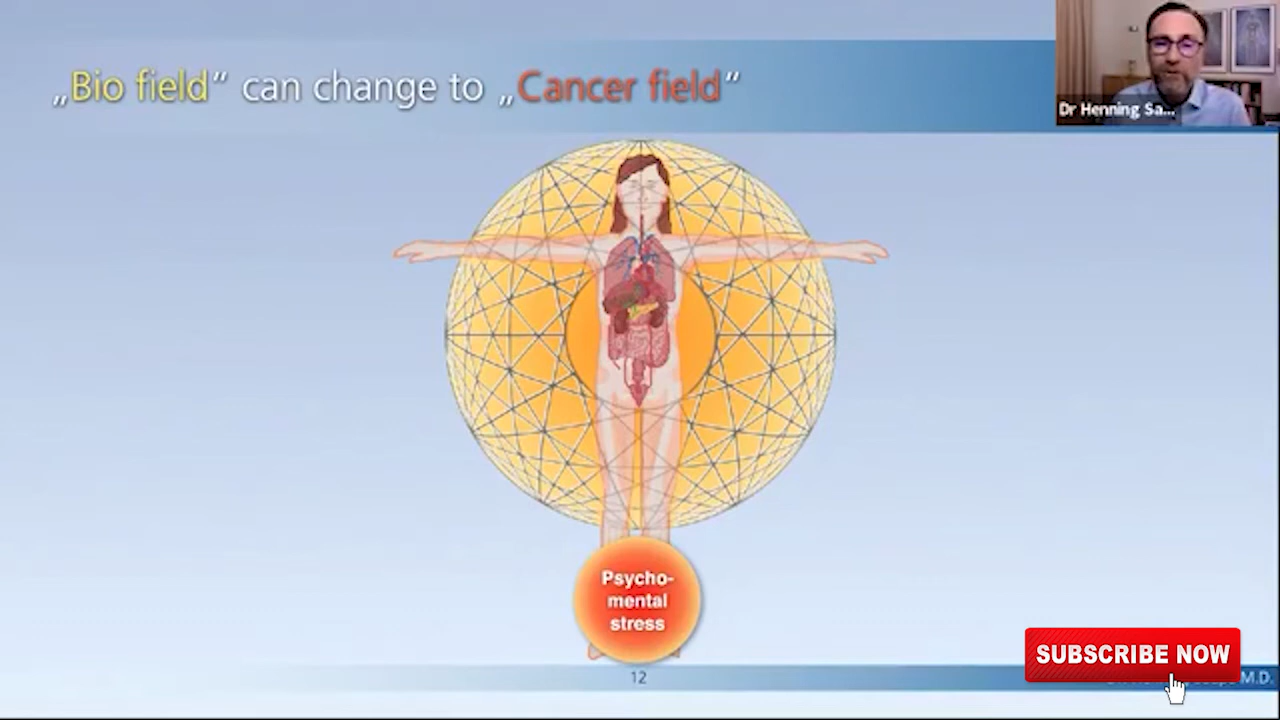 „Bio field“ can change to „Cancer field“
Dr Henning Sa...
Psycho-
mental
stress
SUBSCRIBE NOW
12
M.D.